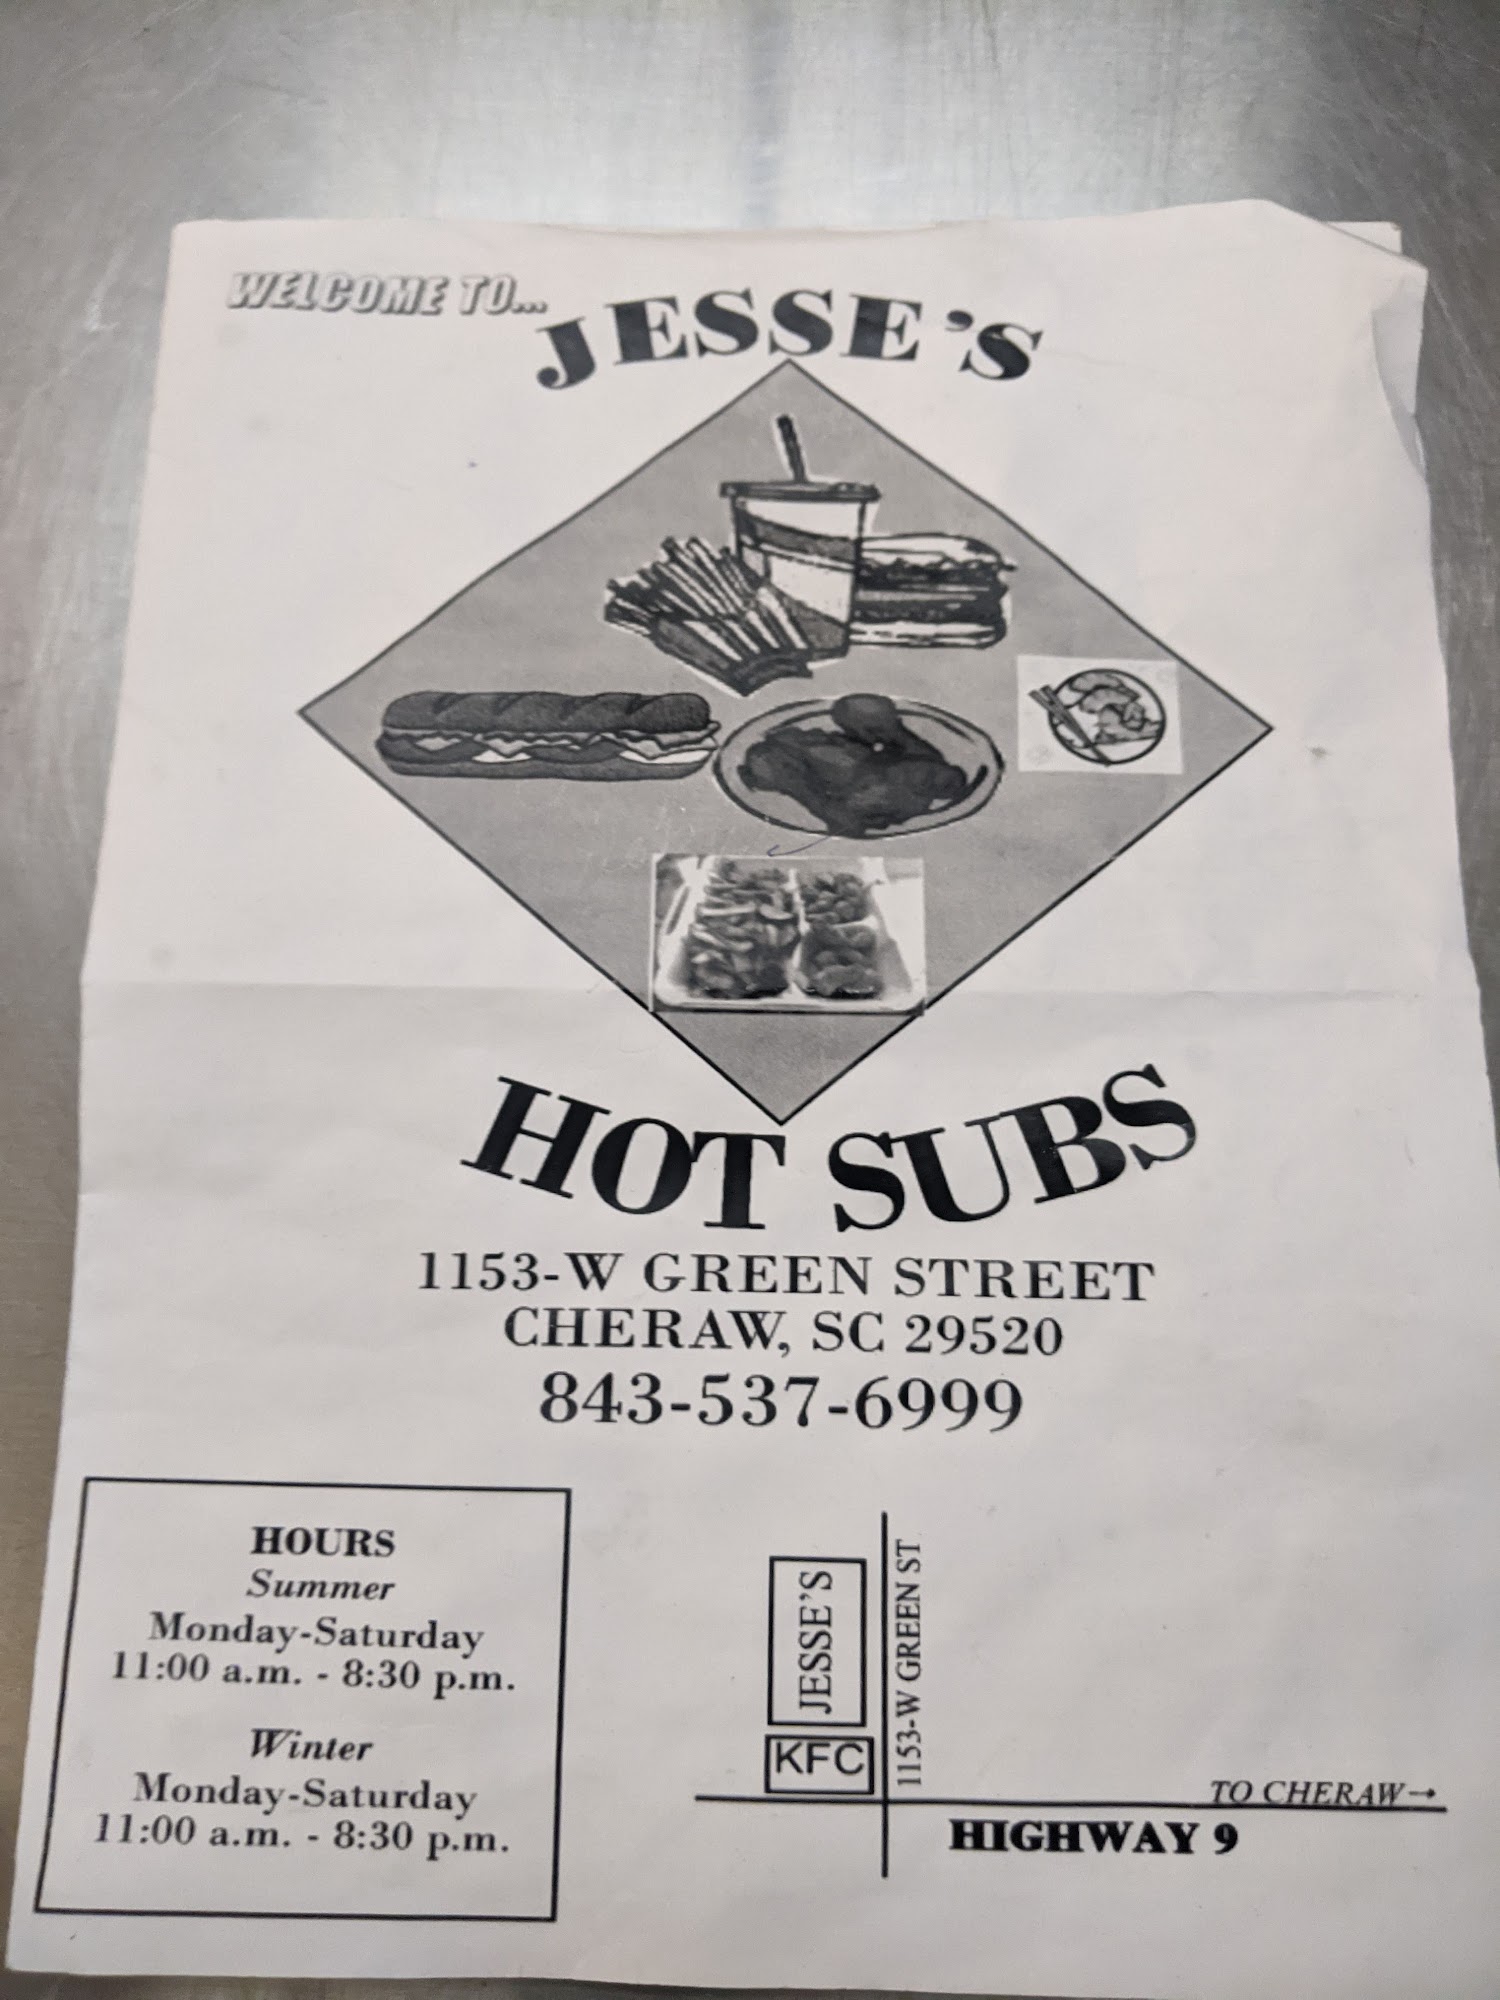 WELCOME TO...
JESSE'S
HOT SUBS
1153-W GREEN STREET
CHERAW, SC 29520
843-537-6999
HOURS
Summer
Monday-Saturday
11:00 a.m. - 8:30 p.m.
Winter
Monday-Saturday
11:00 a.m. - 8:30 p.m.
JESSE'S
KFC
1153-W GREEN ST
TO CHERAW→
HIGHWAY 9